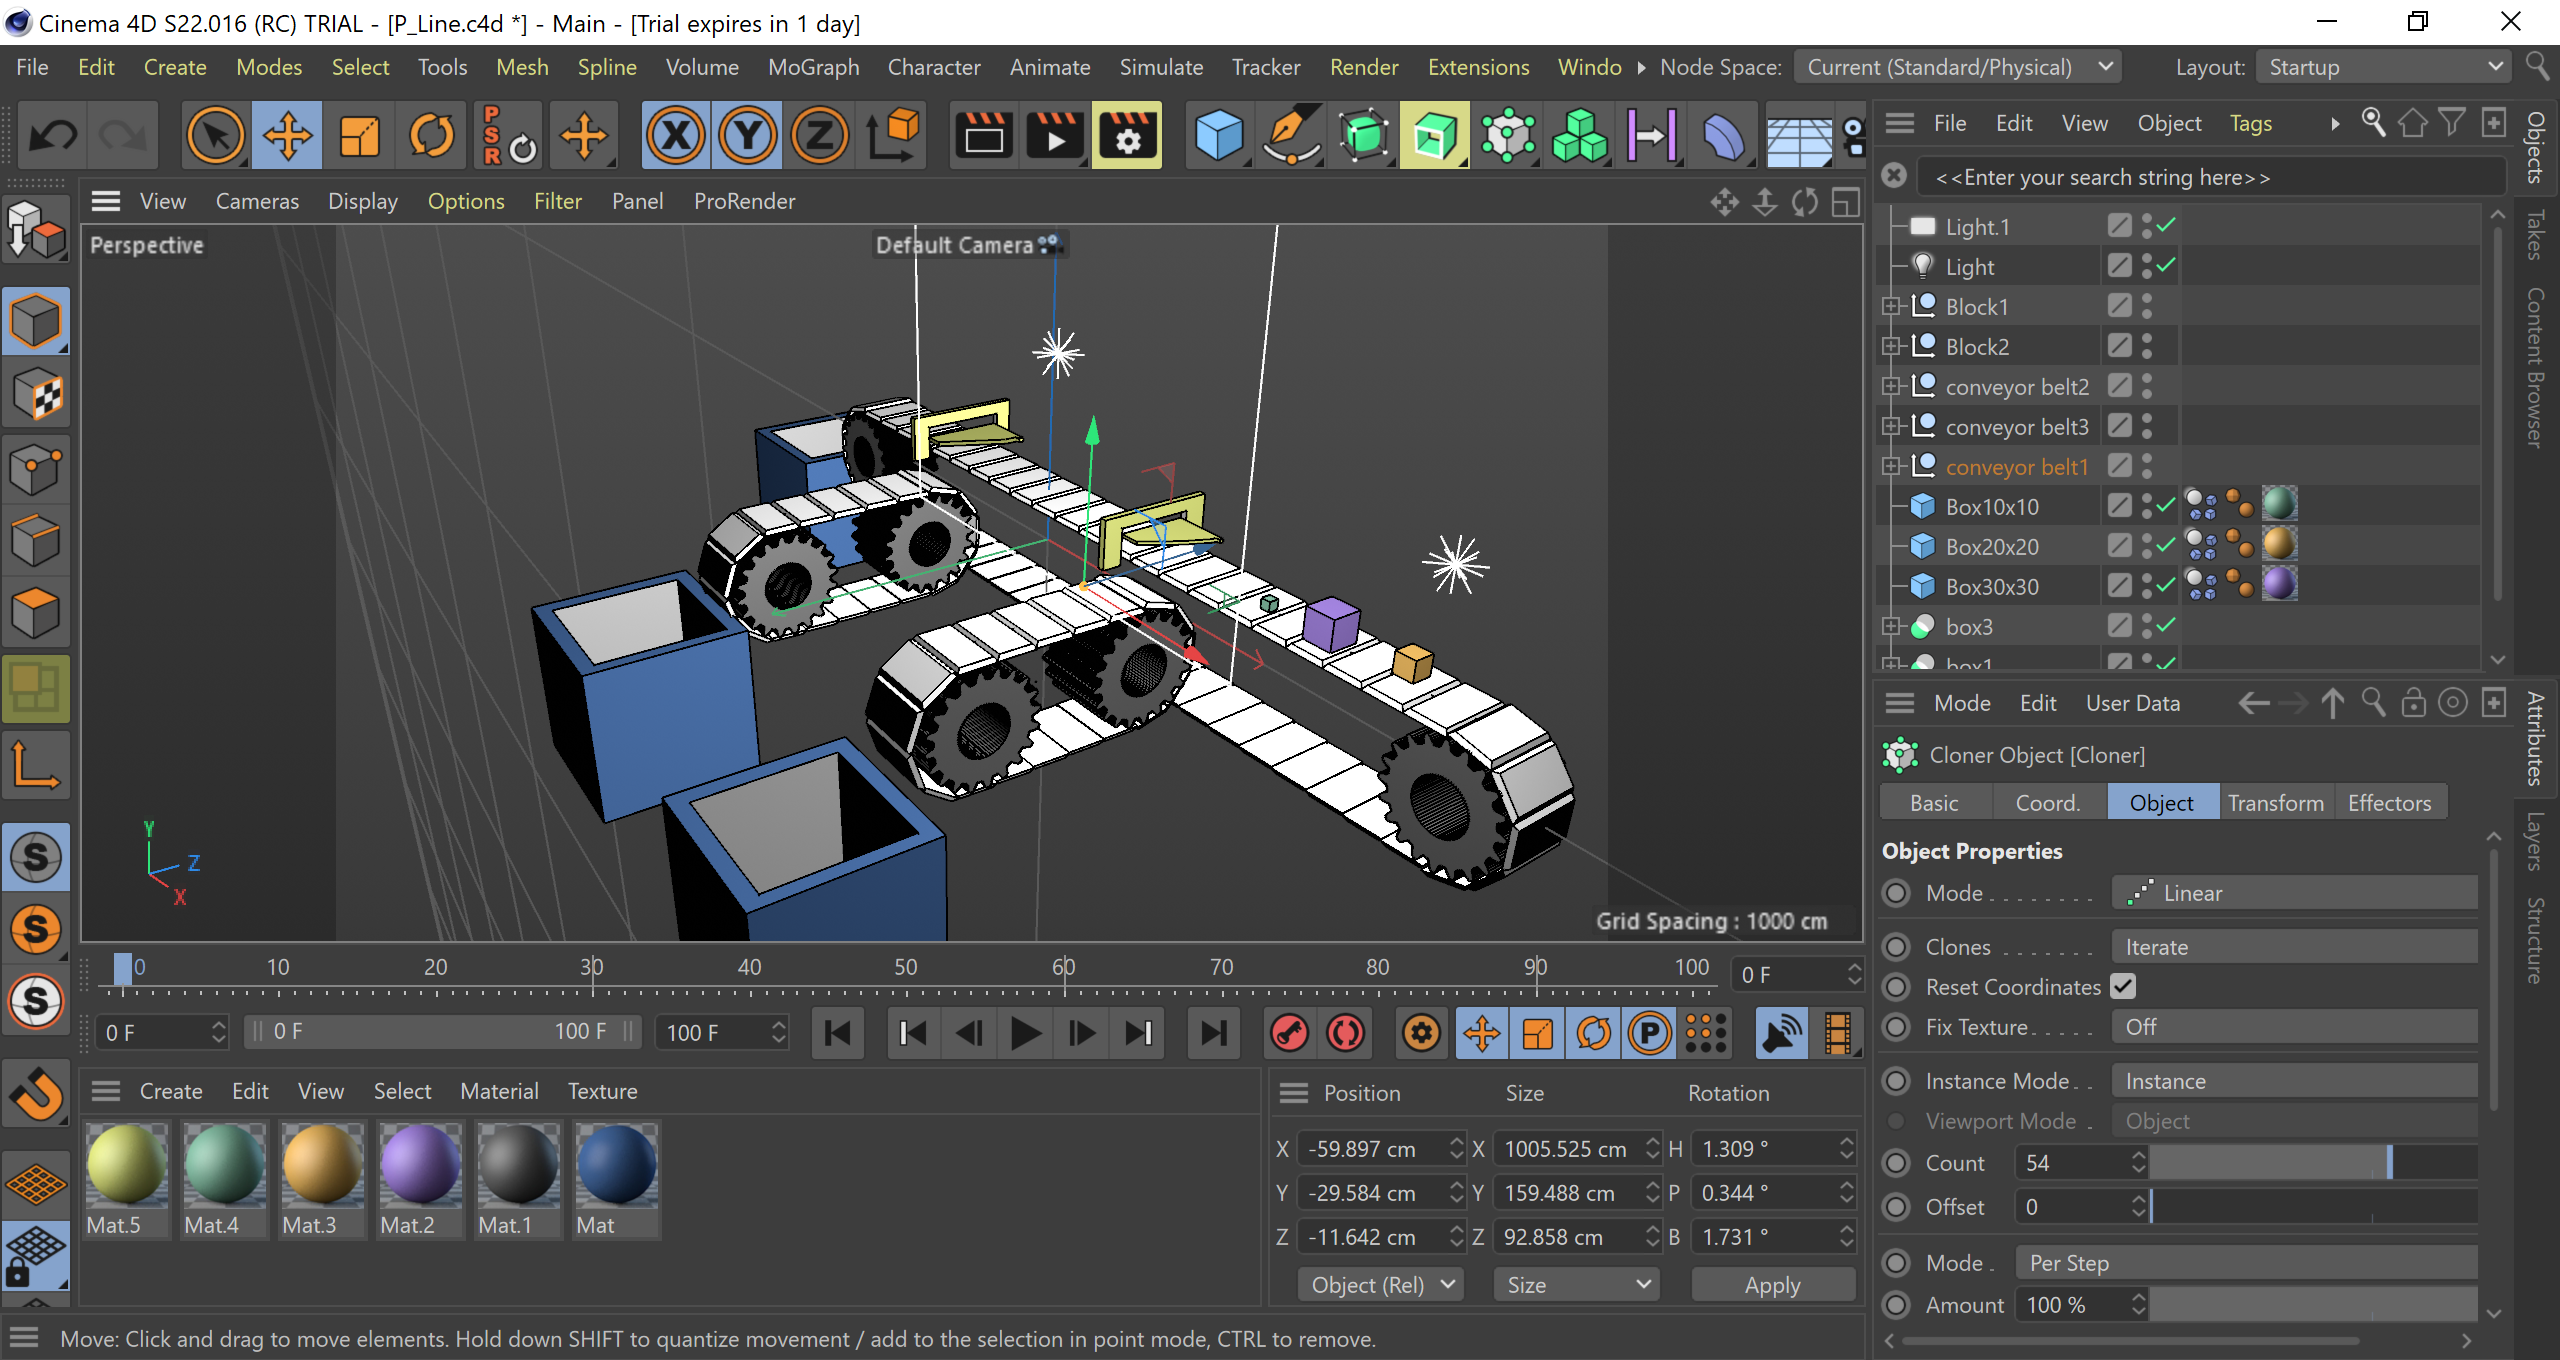 Cinema 4D S22.016 (RC) TRIAL - [P_Line.c4d *] - Main - [Trial expires in 1 day]
File Edit Create Modes Select Tools Mesh Spline Volume MoGraph Character Animate Simulate Tracker Render Extensions Windo Node Space: Current (Standard/Physical) Layout: Startup
PSR X Y Z
File Edit View Object Tags
Objects
Takes
Content Browser
<<Enter your search string here>>
View Cameras Display Options Filter Panel ProRender
Perspective
Default Camera
Grid Spacing : 1000 cm
Y
Z
X
Light.1
Light
Block1
Block2
conveyor belt2
conveyor belt3
conveyor belt1
Box10x10
Box20x20
Box30x30
box3
box1
Mode Edit User Data
Attributes
Layers
Structure
Cloner Object [Cloner]
Basic Coord. Object Transform Effectors
Object Properties
Mode Linear
Clones Iterate
Reset Coordinates
Fix Texture Off
Instance Mode Instance
Viewport Mode Object
Count 54
Offset 0
Mode Per Step
Amount 100 %
S
S
S
0 10 20 30 40 50 60 70 80 90 100 0 F
0 F 0 F 100 F 100 F P
Create Edit View Select Material Texture
Mat.5 Mat.4 Mat.3 Mat.2 Mat.1 Mat
Position Size Rotation
X -59.897 cm X 1005.525 cm H 1.309 °
Y -29.584 cm Y 159.488 cm P 0.344 °
Z -11.642 cm Z 92.858 cm B 1.731 °
Object (Rel) Size Apply
Move: Click and drag to move elements. Hold down SHIFT to quantize movement / add to the selection in point mode, CTRL to remove.